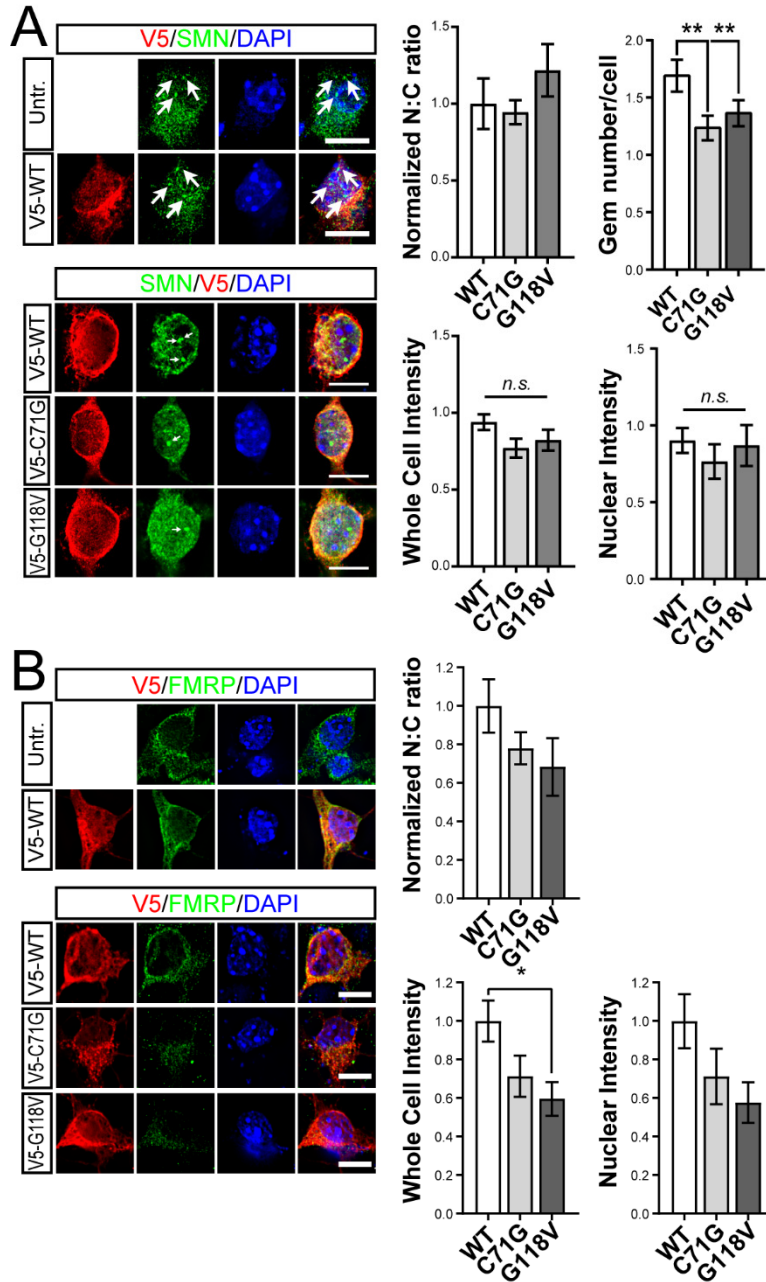 A
V5/SMN/DAPI
Untr.
V5-WT
SMN/V5/DAPI
V5-WT
V5-C71G
V5-G118V
Normalized N:C ratio
1.5
1.0
0.5
0.0
WT
C71G
G118V
Gem number/cell
** **
2.0
1.5
1.0
0.5
0
WT
C71G
G118V
Whole Cell Intensity
n.s.
1.5
1.0
0.5
0.0
WT
C71G
G118V
Nuclear Intensity
n.s.
1.5
1.0
0.5
0.0
WT
C71G
G118V
B
V5/FMRP/DAPI
Untr.
V5-WT
V5/FMRP/DAPI
V5-WT
V5-C71G
V5-G118V
Normalized N:C ratio
1.2
1.0
0.8
0.6
0.4
0.2
0.0
WT
C71G
G118V
Whole Cell Intensity
*
1.2
1.0
0.8
0.6
0.4
0.2
0.0
WT
C71G
G118V
Nuclear Intensity
1.2
1.0
0.8
0.6
0.4
0.2
0.0
WT
C71G
G118V